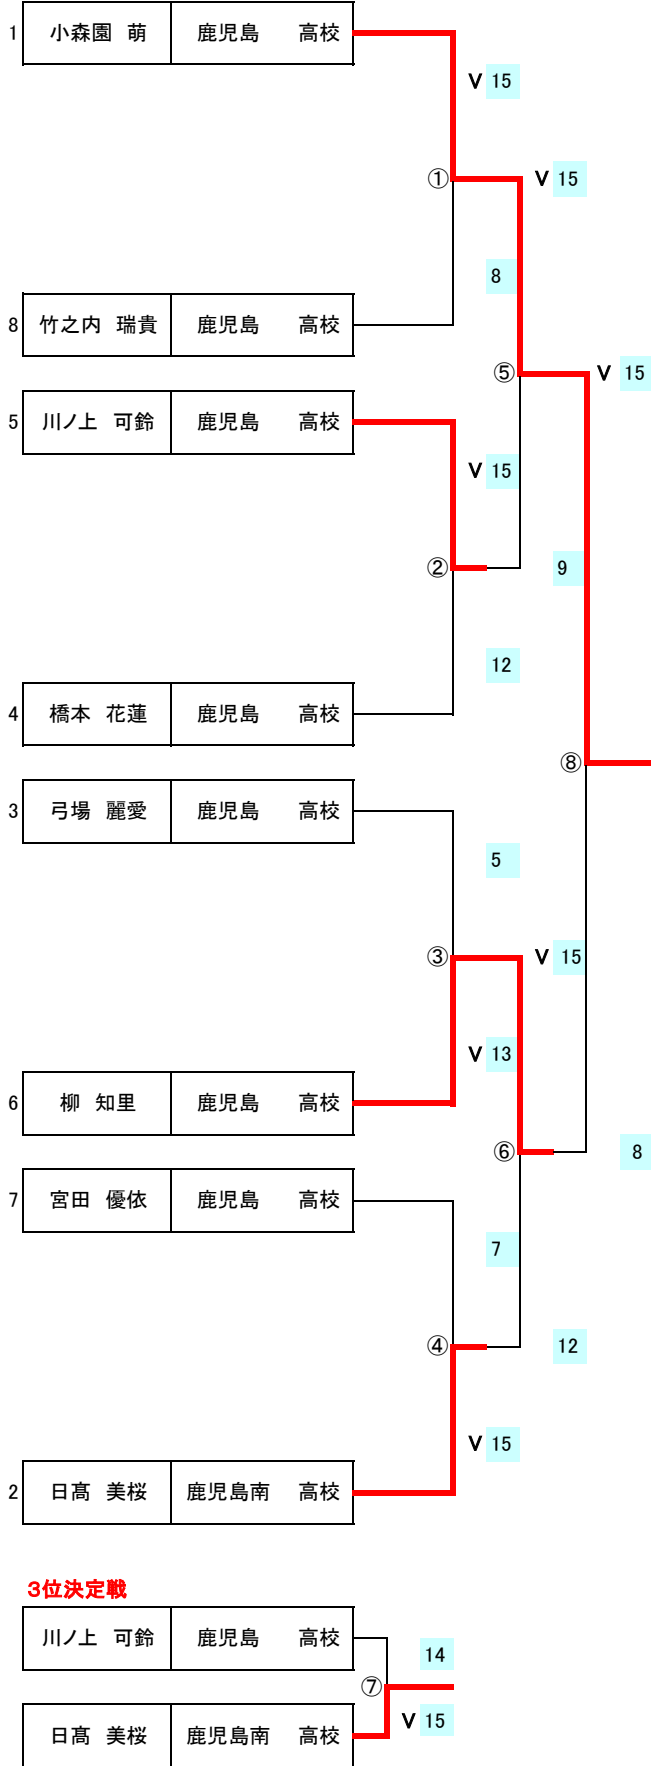 1 小森園 萌 鹿児島 高校
V 15
① V 15
8
8 竹之内 瑞貴 鹿児島 高校
⑤ V 15
5 川ノ上 可鈴 鹿児島 高校
V 15
② 9
12
4 橋本 花蓮 鹿児島 高校
⑧
3 弓場 麗愛 鹿児島 高校
5
③ V 15
V 13
6 柳 知里 鹿児島 高校
⑥ 8
7 宮田 優依 鹿児島 高校
7
④ 12
V 15
2 日髙 美桜 鹿児島南 高校
3位決定戦
川ノ上 可鈴 鹿児島 高校
14
⑦
V 15
日髙 美桜 鹿児島南 高校